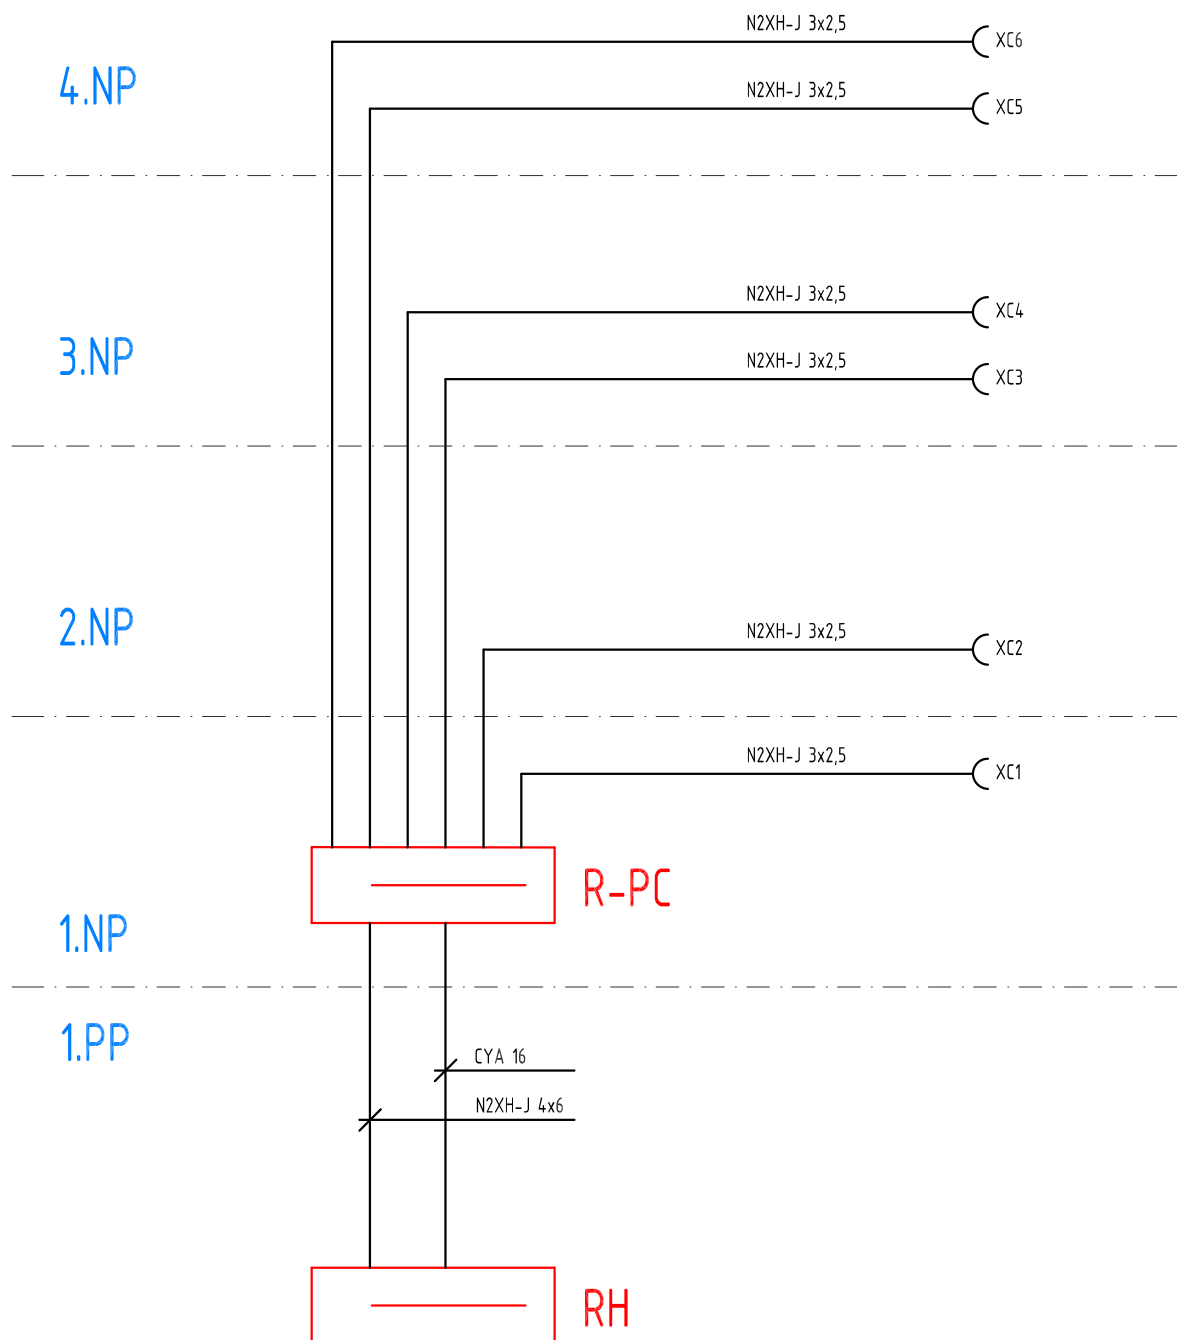 N2XH-J 3x2,5
XC6
4.NP
N2XH-J 3x2,5
XC5
N2XH-J 3x2,5
XC4
3.NP
N2XH-J 3x2,5
XC3
2.NP
N2XH-J 3x2,5
XC2
N2XH-J 3x2,5
XC1
R-PC
1.NP
1.PP
CYA 16
N2XH-J 4x6
RH